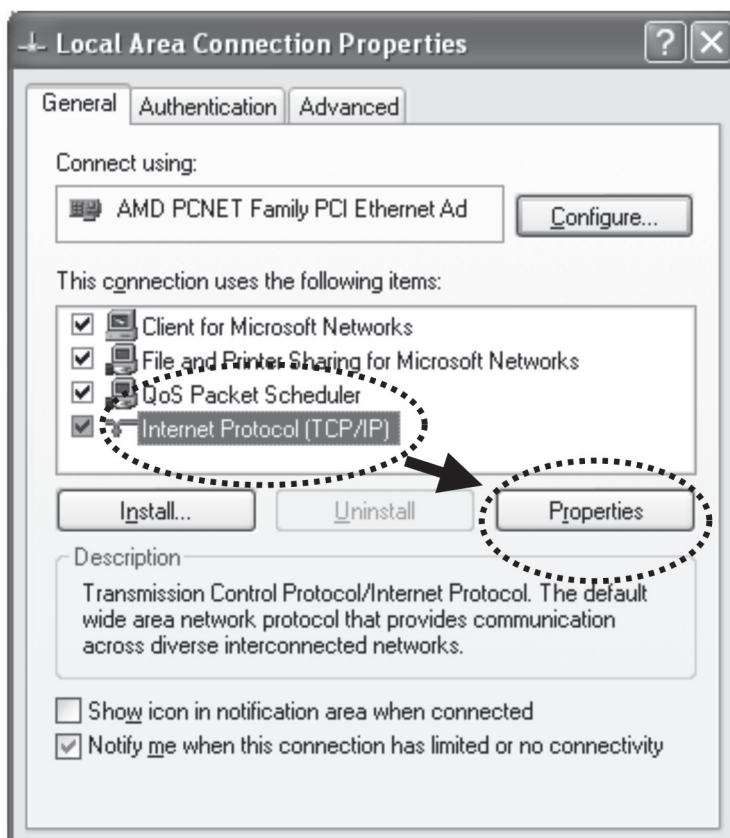 Local Area Connection Properties
General Authentication Advanced
Connect using:
AMD PCNET Family PCI Ethernet Ad
Configure...
This connection uses the following items:
Client for Microsoft Networks
File and Printer Sharing for Microsoft Networks
QoS Packet Scheduler
Internet Protocol (TCP/IP)
Install... Uninstall Properties
Description
Transmission Control Protocol/Internet Protocol. The default
wide area network protocol that provides communication
across diverse interconnected networks.
Show icon in notification area when connected
Notify me when this connection has limited or no connectivity